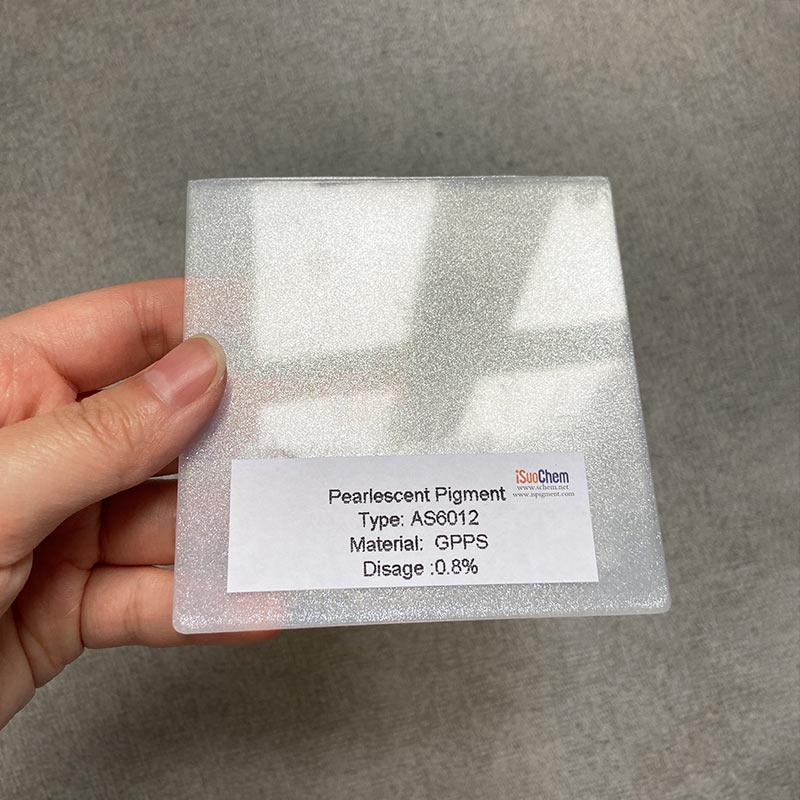 iSuoChem
www.schem.net
www.ispigment.com
Pearlescent Pigment
Type: AS6012
Material: GPPS
Disage :0.8%